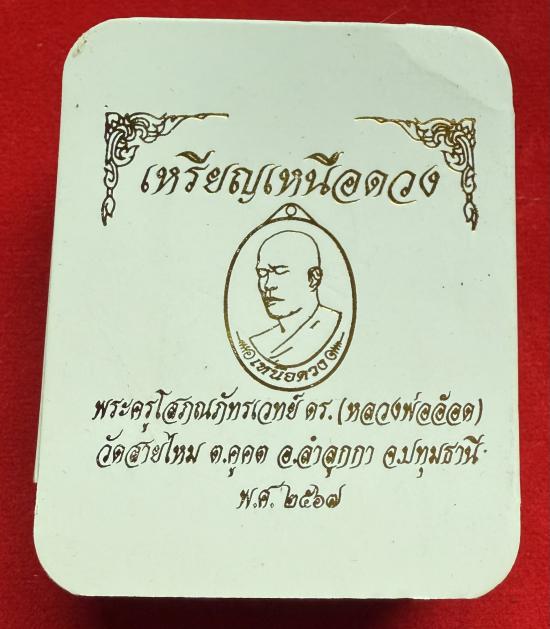 เหรียญเหนือดวง
เหนือดวง
พระครูโสภณภัทรเวทย์ ดร.(หลวงพ่ออ๊อด)
วัดสายไหม ต.คูคต อ.ลำลูกกา จ.ปทุมธานี
พ.ศ. ๒๕๖๗